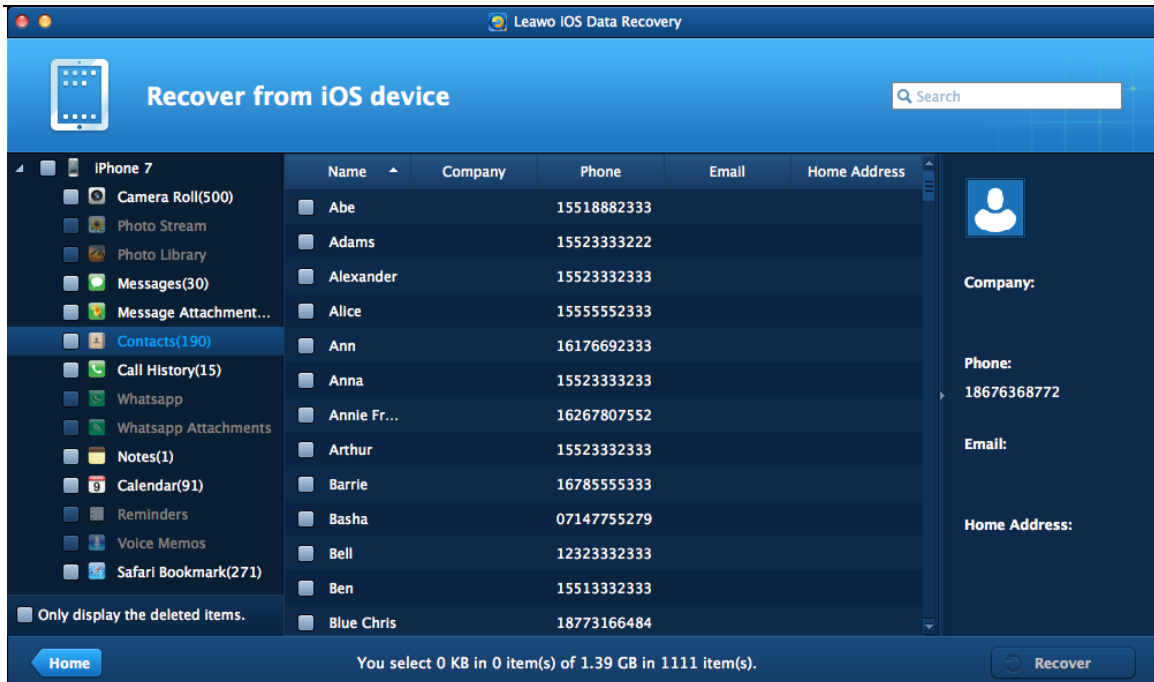 Leawo iOS Data Recovery
Recover from iOS device
Search
iPhone 7
Camera Roll(500)
Photo Stream
Photo Library
Messages(30)
Message Attachment...
Contacts(190)
Call History(15)
Whatsapp
Whatsapp Attachments
Notes(1)
9 Calendar(91)
Reminders
Voice Memos
Safari Bookmark(271)
Only display the deleted items.
Name Company Phone Email Home Address
Abe 15518882333
Adams 15523333222
Alexander 15523332333
Alice 15555552333
Ann 16176692333
Anna 15523333233
Annie Fr... 16267807552
Arthur 15523332333
Barrie 16785555333
Basha 07147755279
Bell 12323332333
Ben 15513332333
Blue Chris 18773166484
Company:
Phone:
18676368772
Email:
Home Address:
Home
You select 0 KB in 0 item(s) of 1.39 GB in 1111 item(s).
Recover